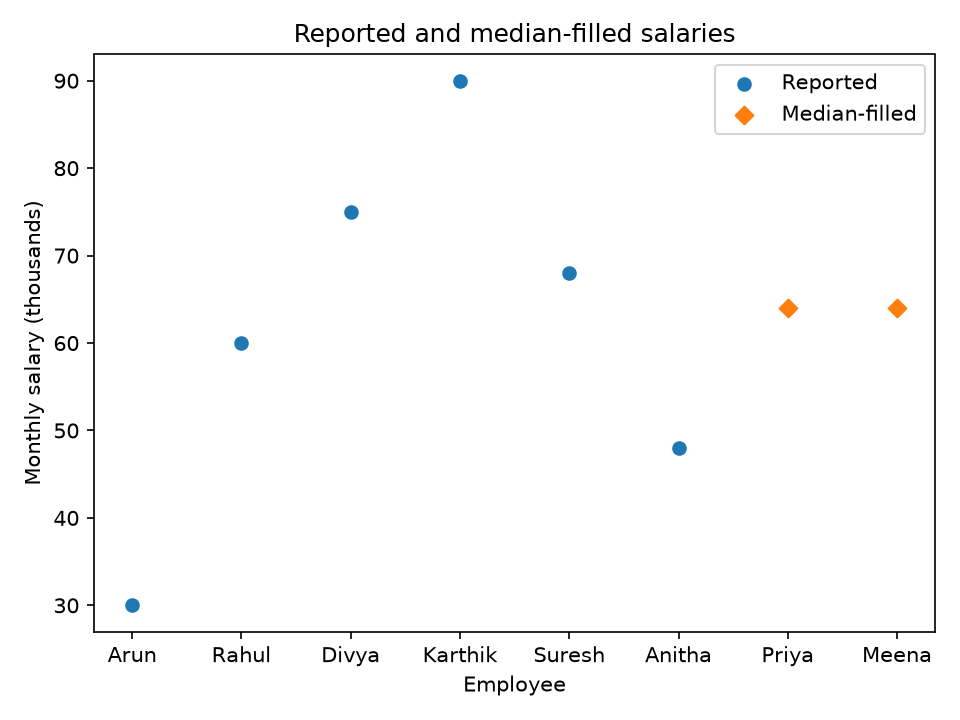 Reported and median-filled salaries
Reported
Median-filled
Monthly salary (thousands)
90
80
70
60
50
40
30
Arun Rahul Divya Karthik Suresh Anitha Priya Meena
Employee